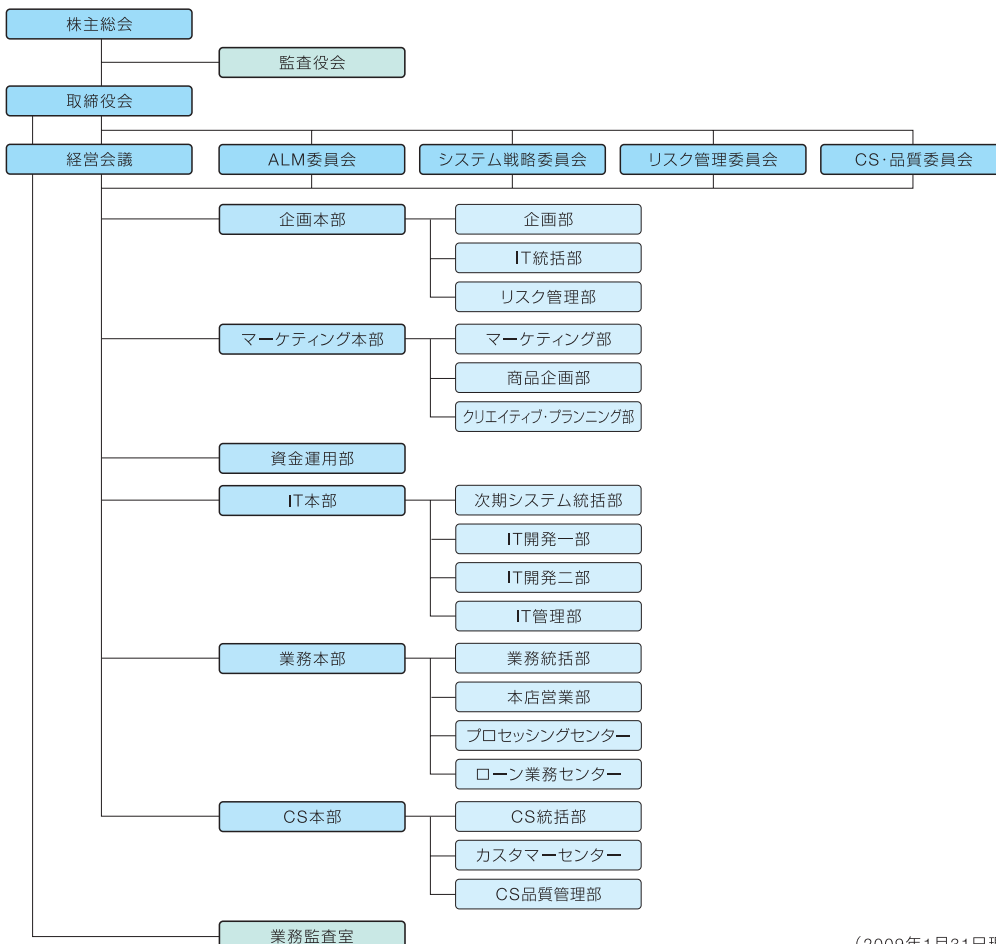 株主総会
監査役会
取締役会
経営会議
ALM委員会
システム戦略委員会
リスク管理委員会
CS・品質委員会
企画本部
企画部
IT統括部
リスク管理部
マーケティング本部
マーケティング部
商品企画部
クリエイティブ・プランニング部
資金運用部
IT本部
次期システム統括部
IT開発一部
IT開発二部
IT管理部
業務本部
業務統括部
本店営業部
プロセッシングセンター
ローン業務センター
CS本部
CS統括部
カスタマーセンター
CS品質管理部
業務監査室